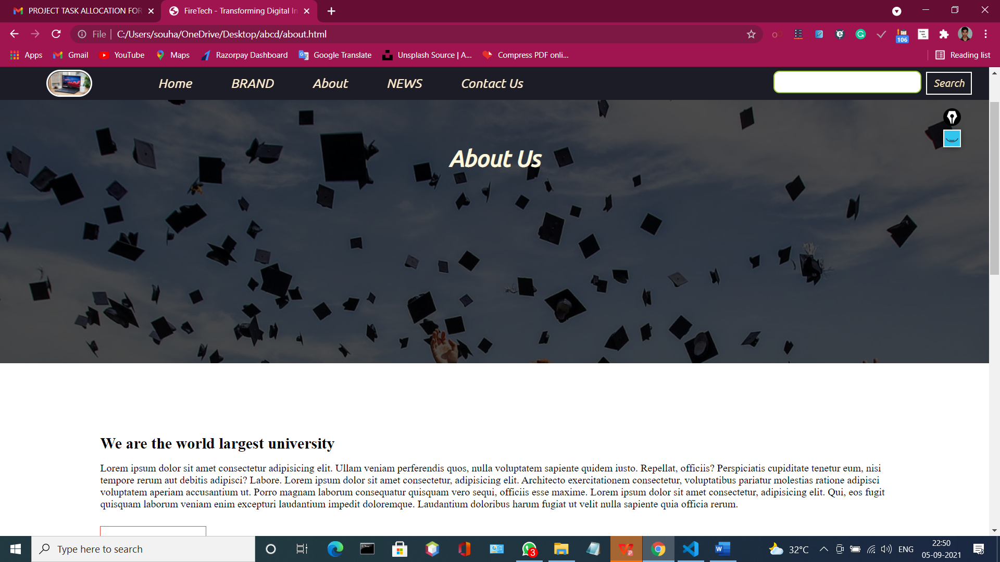 PROJECT TASK ALLOCATION FOR
FireTech - Transforming Digital In
File
C:/Users/souha/OneDrive/Desktop/abcd/about.html
106
Apps
Gmail
YouTube
Maps
Razorpay Dashboard
Google Translate
Unsplash Source | A...
Compress PDF onli...
Reading list
Home
BRAND
About
NEWS
Contact Us
Search
About Us
We are the world largest university
Lorem ipsum dolor sit amet consectetur adipisicing elit. Ullam veniam perferendis quos, nulla voluptatem sapiente quidem iusto. Repellat, officiis? Perspiciatis cupiditate tenetur eum, nisi
tempore rerum aut debitis adipisci? Labore. Lorem ipsum dolor sit amet consectetur, adipisicing elit. Architecto exercitationem consectetur, voluptatibus pariatur molestias ratione adipisci
voluptatem aperiam accusantium ut. Porro magnam laborum consequatur quisquam vero sequi, officiis esse maxime. Lorem ipsum dolor sit amet consectetur, adipisicing elit. Qui, eos fugit
quisquam laborum veniam enim excepturi laudantium impedit doloremque. Laudantium doloribus harum fugiat ut velit nulla sapiente quia officia rerum.
Type here to search
3
32°C
ENG
22:50
05-09-2021